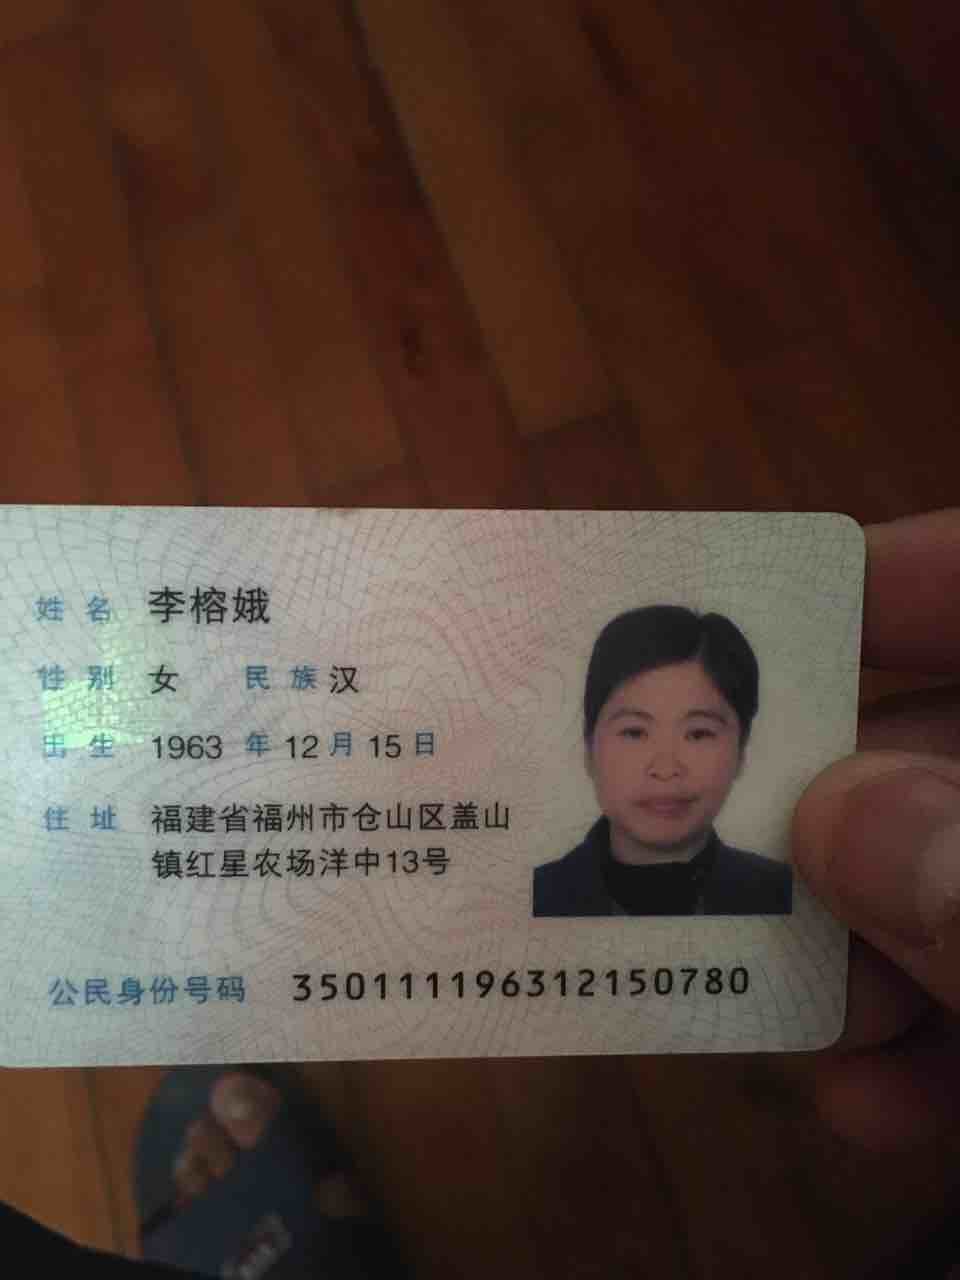 姓名 李榕娥
性别 女 民族 汉
出生 1963 年 12 月 15 日
住址 福建省福州市仓山区盖山
镇红星农场洋中13号
公民身份号码 350111196312150780